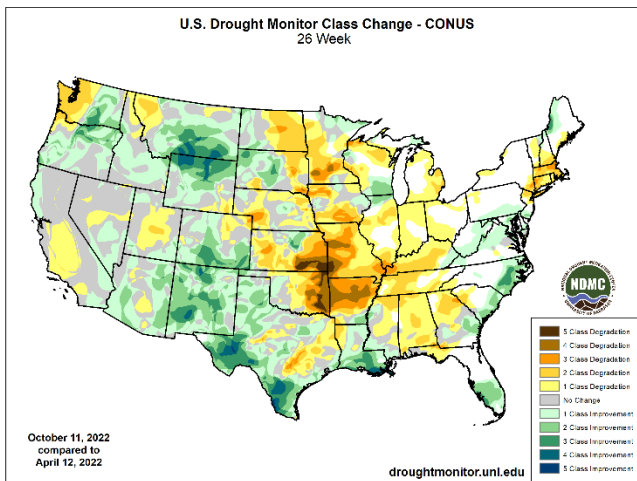 U.S. Drought Monitor Class Change - CONUS
26 Week
NDMC
5 Class Degradation
4 Class Degradation
3 Class Degradation
2 Class Degradation
1 Class Degradation
No Change
1 Class Improvement
2 Class Improvement
3 Class Improvement
4 Class Improvement
5 Class Improvement
October 11, 2022
compared to
April 12, 2022
droughtmonitor.unl.edu